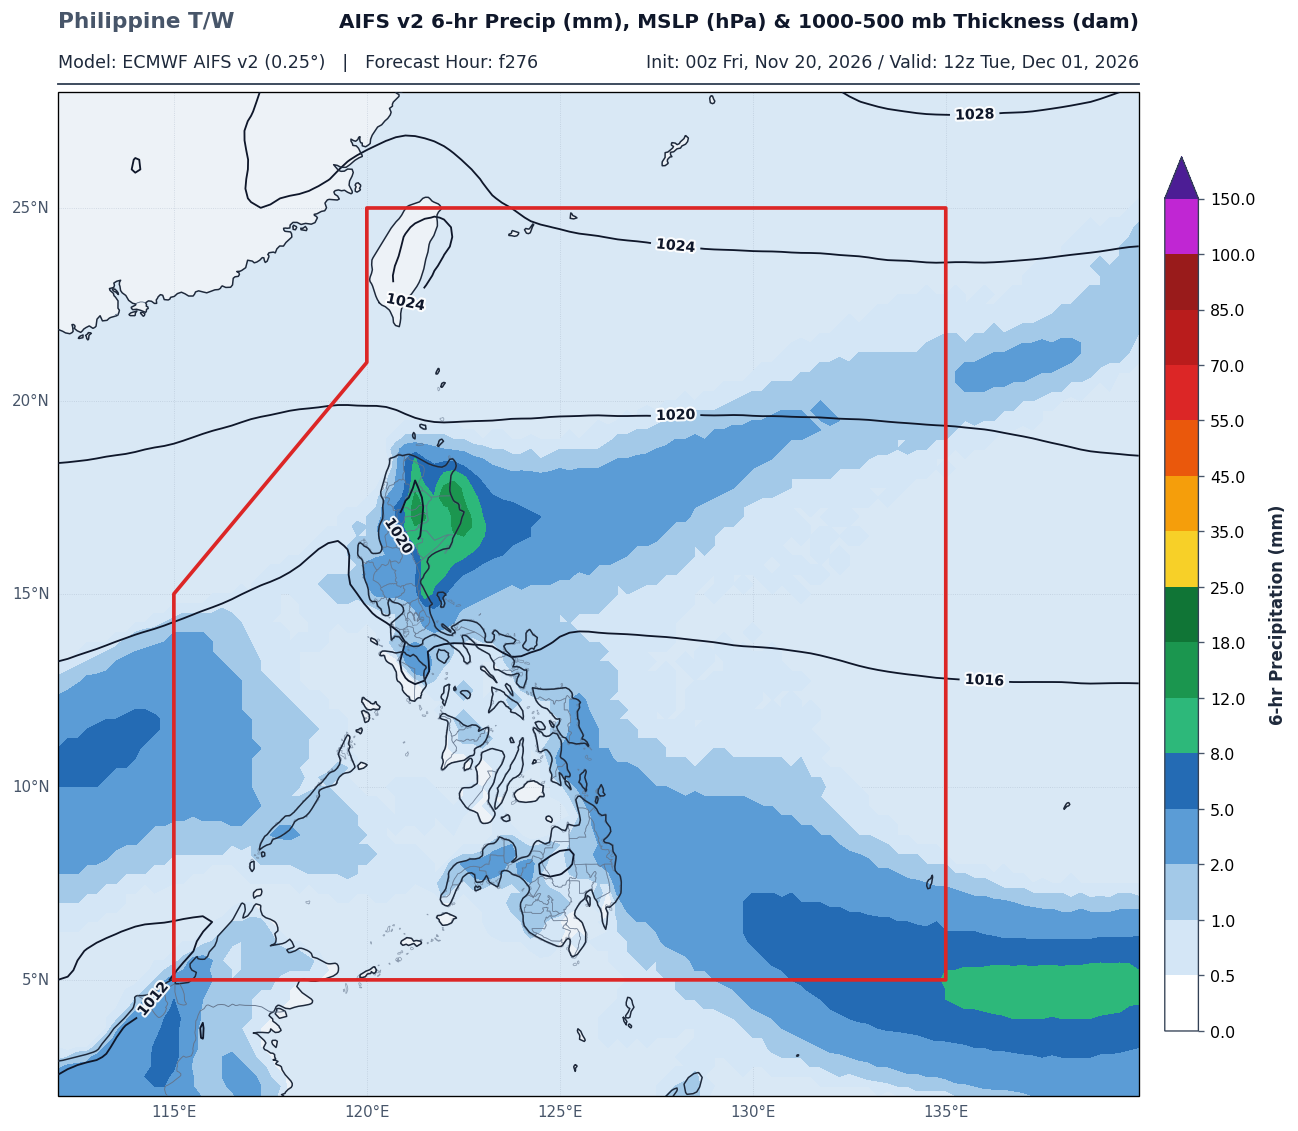 Philippine T/W
AIFS v2 6-hr Precip (mm), MSLP (hPa) & 1000-500 mb Thickness (dam)
Model: ECMWF AIFS v2 (0.25°)   |   Forecast Hour: f276
Init: 00z Fri, Nov 20, 2026 / Valid: 12z Tue, Dec 01, 2026
1028
25°N
1024
1024
20°N
1020
1020
15°N
1016
10°N
5°N
1012
115°E
120°E
125°E
130°E
135°E
150.0
100.0
85.0
70.0
55.0
45.0
35.0
25.0
18.0
12.0
8.0
5.0
2.0
1.0
0.5
0.0
6-hr Precipitation (mm)